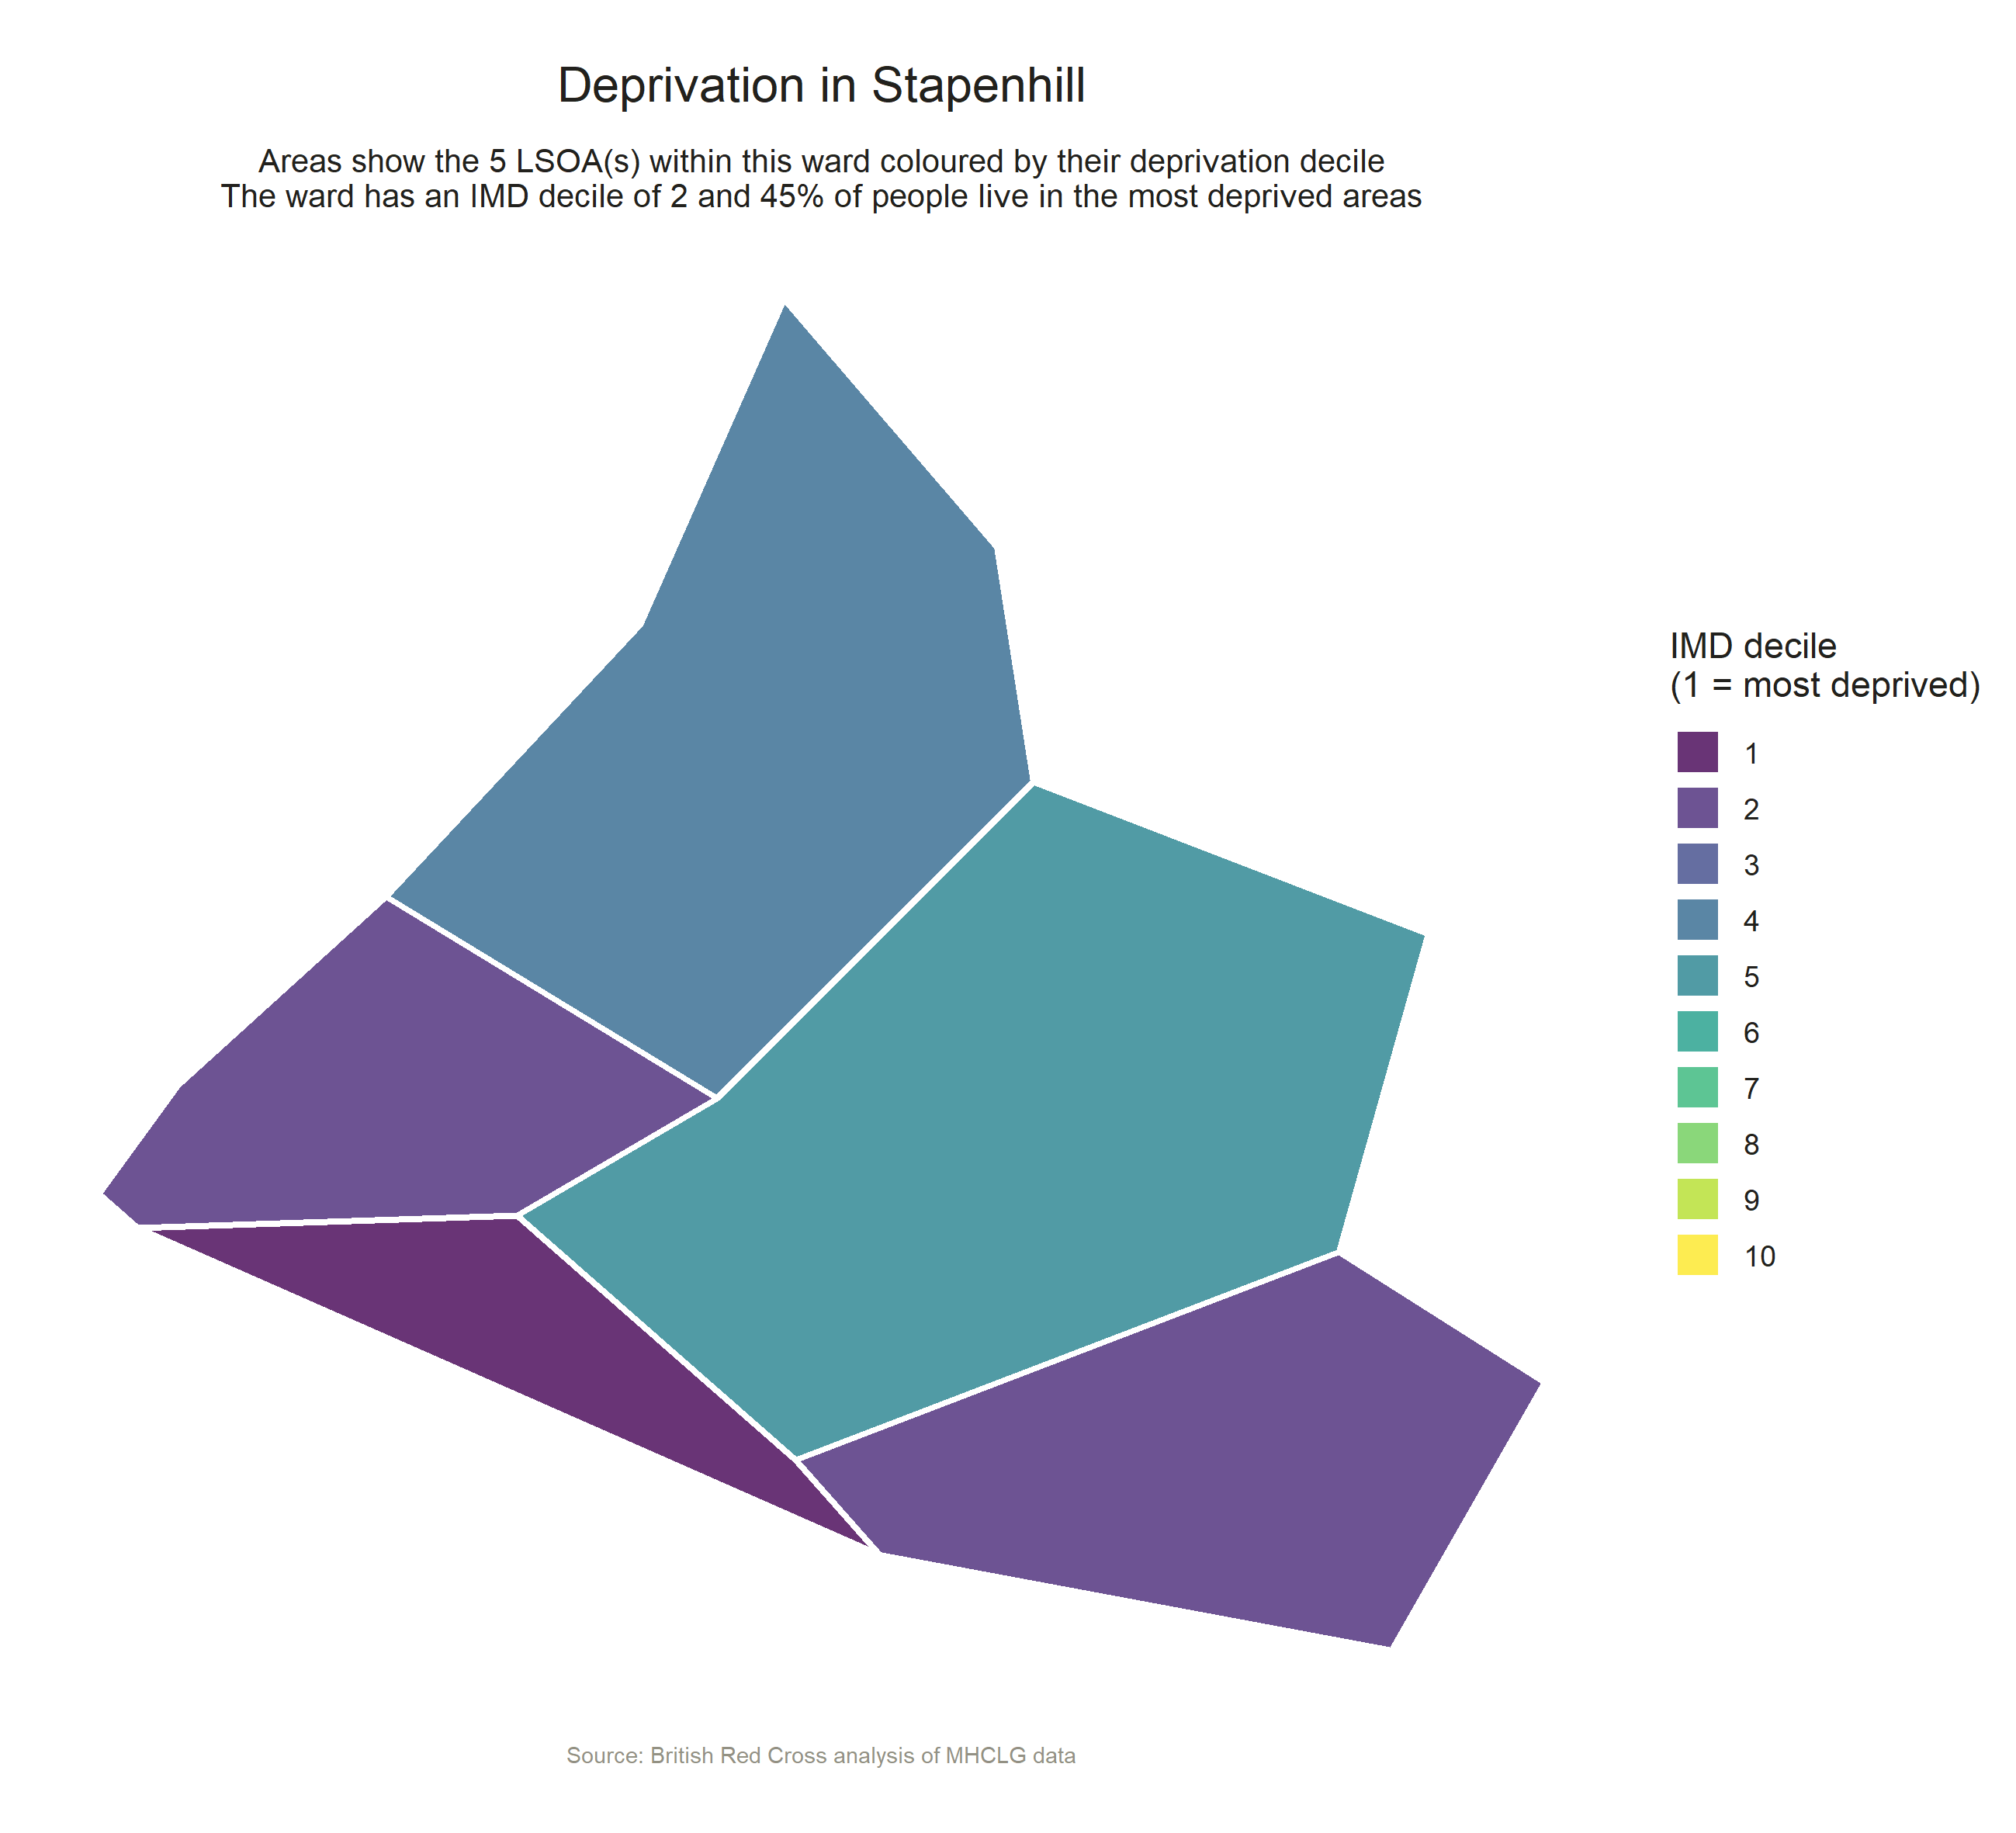 Deprivation in Stapenhill
Areas show the 5 LSOA(s) within this ward coloured by their deprivation decile
The ward has an IMD decile of 2 and 45% of people live in the most deprived areas
IMD decile
(1 = most deprived)
1
2
3
4
5
6
7
8
9
10
Source: British Red Cross analysis of MHCLG data